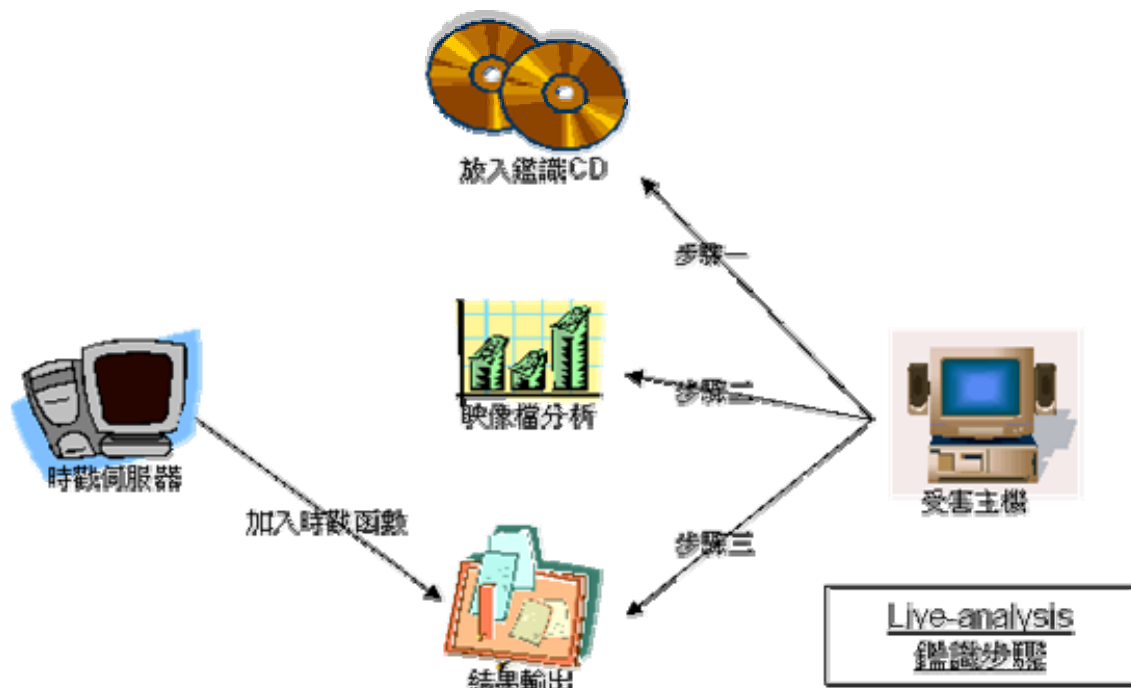 放入鑑識CD
步驟一
映像檔分析
步驟二
時戳伺服器
受害主機
加入時戳函數
步驟三
結果輸出
Live-analysis
鑑識步驟